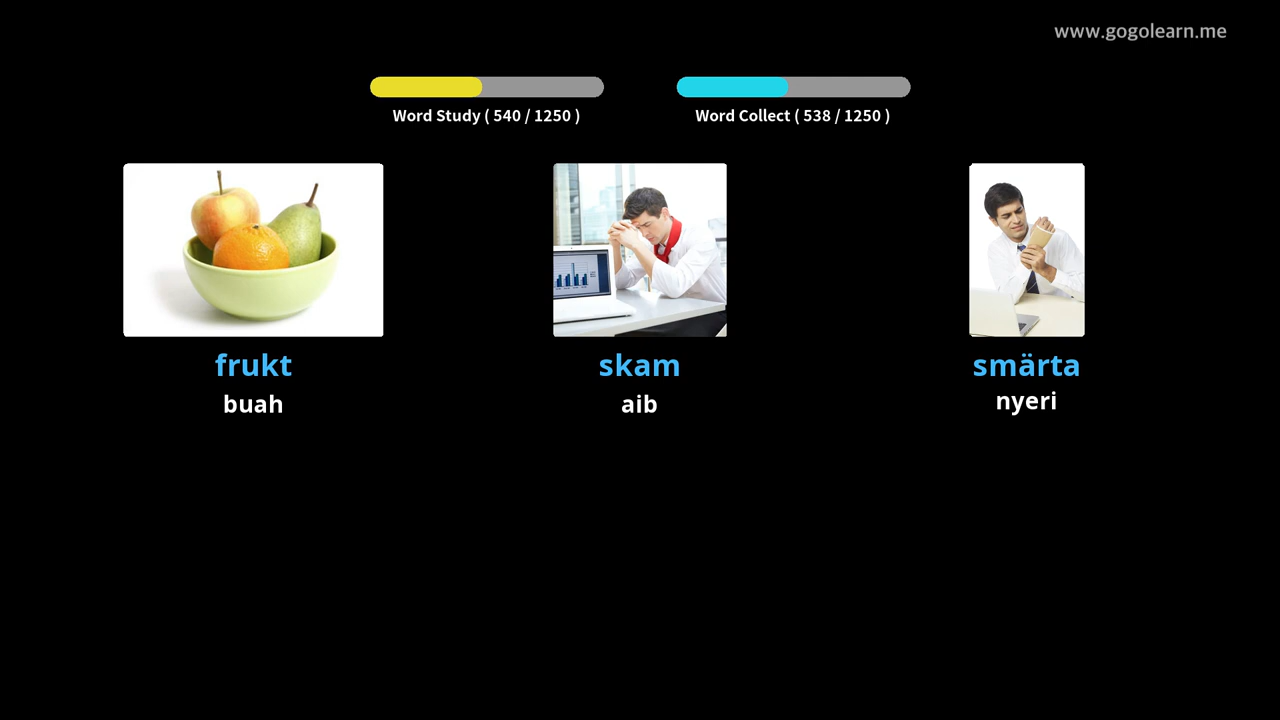 www.gogolearn.me
Word Study ( 540 / 1250 )
Word Collect ( 538 / 1250 )
frukt
buah
skam
aib
smärta
nyeri